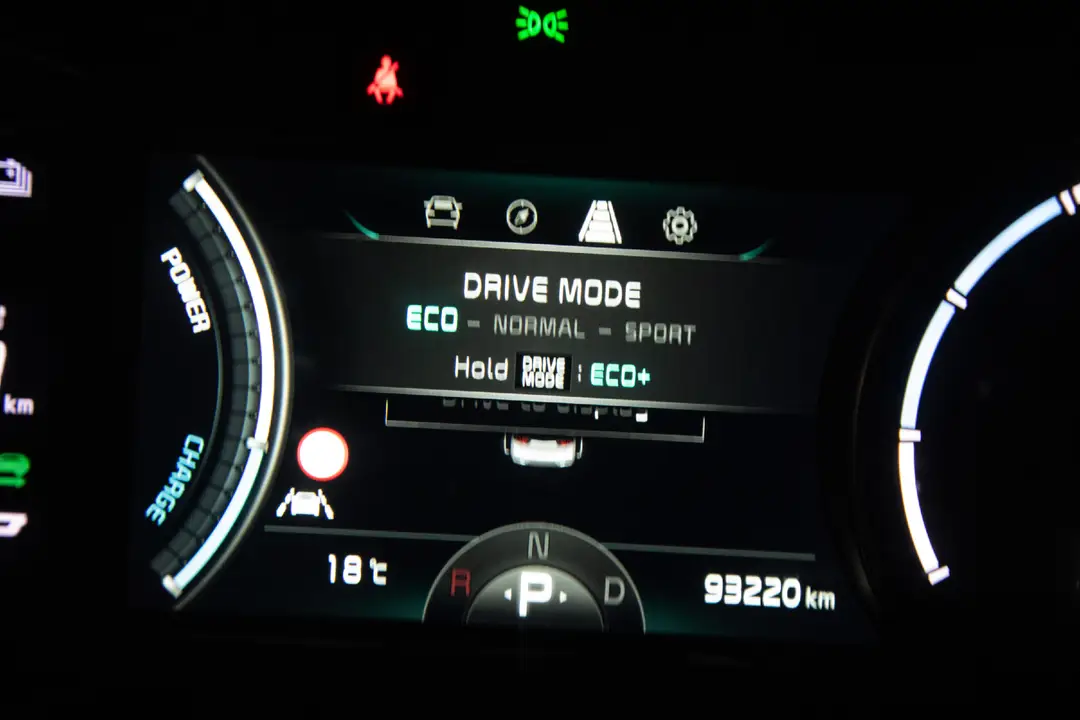 DRIVE MODE
ECO - NORMAL - SPORT
Hold DRIVE MODE : ECO+
POWER
CHARGE
km
N
R
P
D
18°C
93220 km